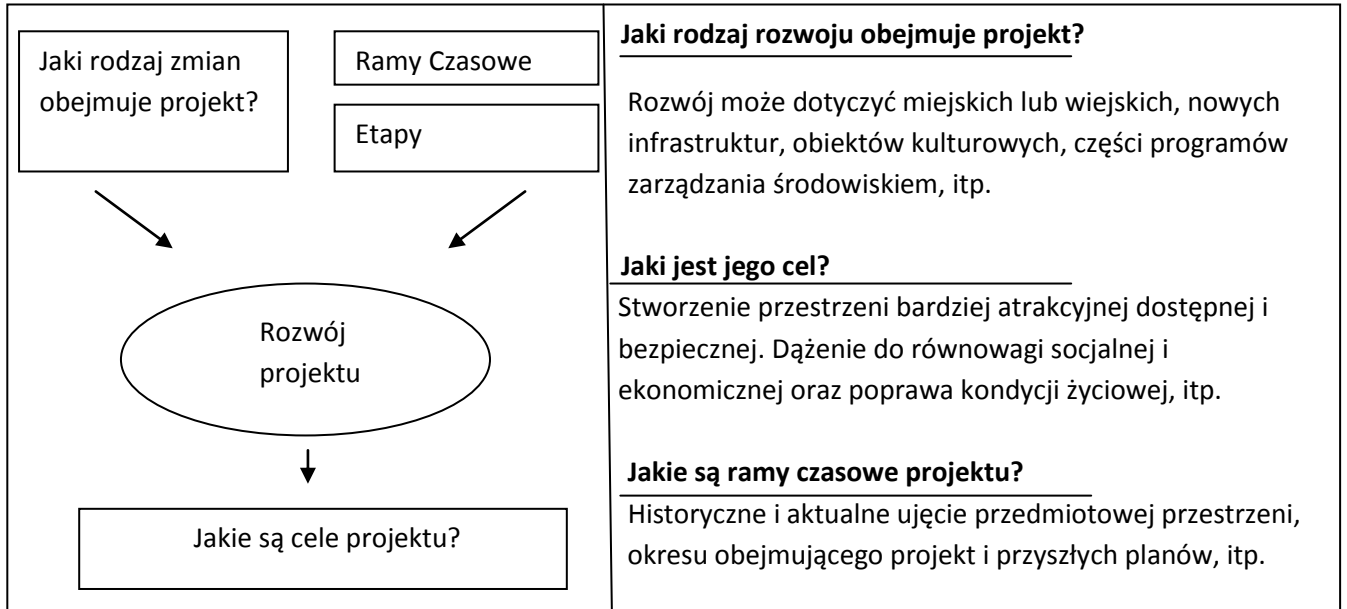 Jaki rodzaj zmian
obejmuje projekt?
Ramy Czasowe
Etapy
Rozwój
projektu
Jakie są cele projektu?
Jaki rodzaj rozwoju obejmuje projekt?
Rozwój może dotyczyć miejskich lub wiejskich, nowych
infrastruktur, obiektów kulturowych, części programów
zarządzania środowiskiem, itp.
Jaki jest jego cel?
Stworzenie przestrzeni bardziej atrakcyjnej dostępnej i
bezpiecznej. Dążenie do równowagi socjalnej i
ekonomicznej oraz poprawa kondycji życiowej, itp.
Jakie są ramy czasowe projektu?
Historyczne i aktualne ujęcie przedmiotowej przestrzeni,
okresu obejmującego projekt i przyszłych planów, itp.